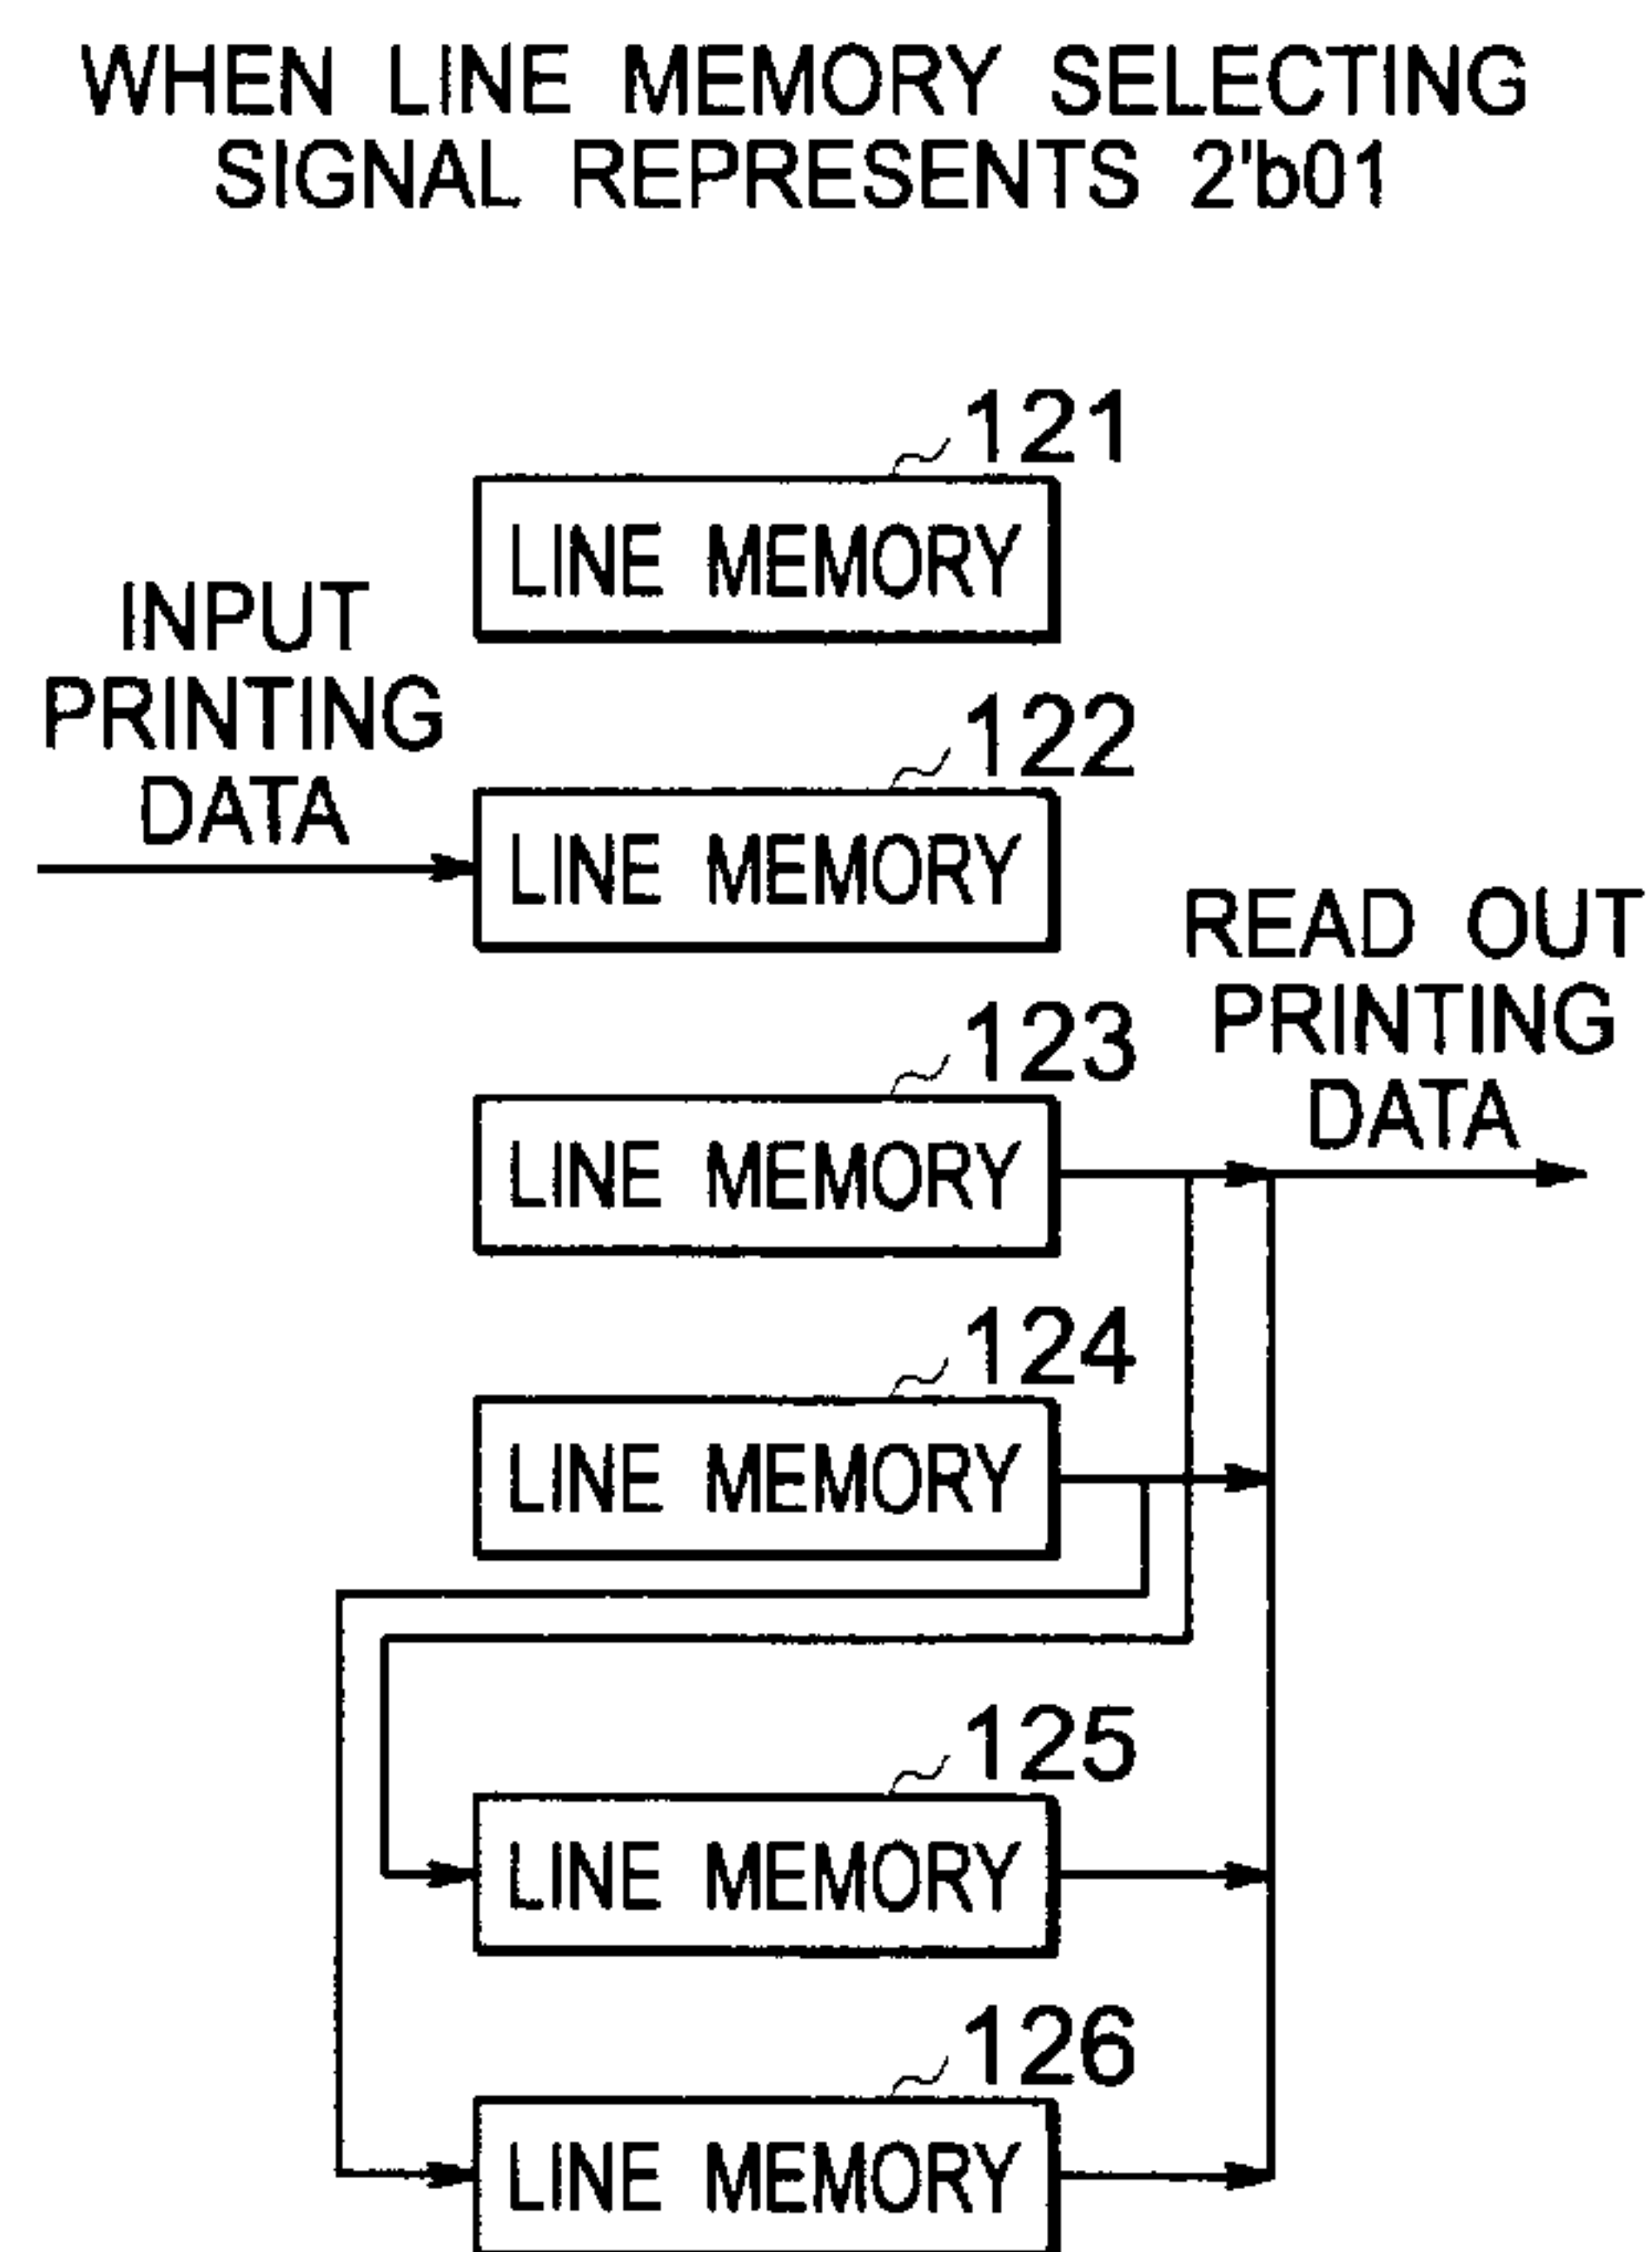 WHEN LINE MEMORY SELECTING
SIGNAL REPRESENTS 2'b01
121
LINE MEMORY
INPUT
PRINTING
DATA
122
LINE MEMORY
READ OUT
PRINTING
DATA
123
LINE MEMORY
124
LINE MEMORY
125
LINE MEMORY
126
LINE MEMORY